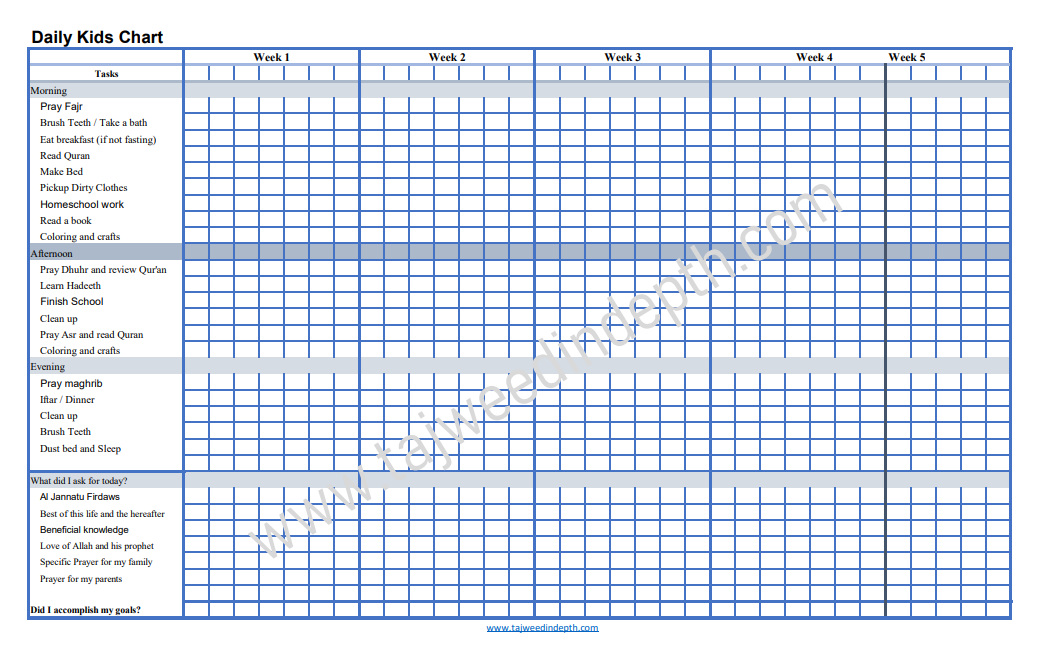 Daily Kids Chart
Week 1 Week 2 Week 3 Week 4 Week 5
Tasks
Morning
Pray Fajr
Brush Teeth / Take a bath
Eat breakfast (if not fasting)
Read Quran
Make Bed
Pickup Dirty Clothes
Homeschool work
Read a book
Coloring and crafts
Afternoon
Pray Dhuhr and review Qur'an
Learn Hadeeth
Finish School
Clean up
Pray Asr and read Quran
Coloring and crafts
Evening
Pray maghrib
Iftar / Dinner
Clean up
Brush Teeth
Dust bed and Sleep
What did I ask for today?
Al Jannatu Firdaws
Best of this life and the hereafter
Beneficial knowledge
Love of Allah and his prophet
Specific Prayer for my family
Prayer for my parents
Did I accomplish my goals?
www.tajweedindepth.com
www.tajweedindepth.com